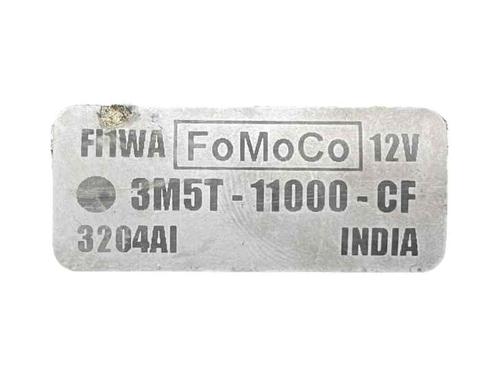 FI1WA FoMoCo 12V
3M5T - 11000 - CF
3204AI INDIA